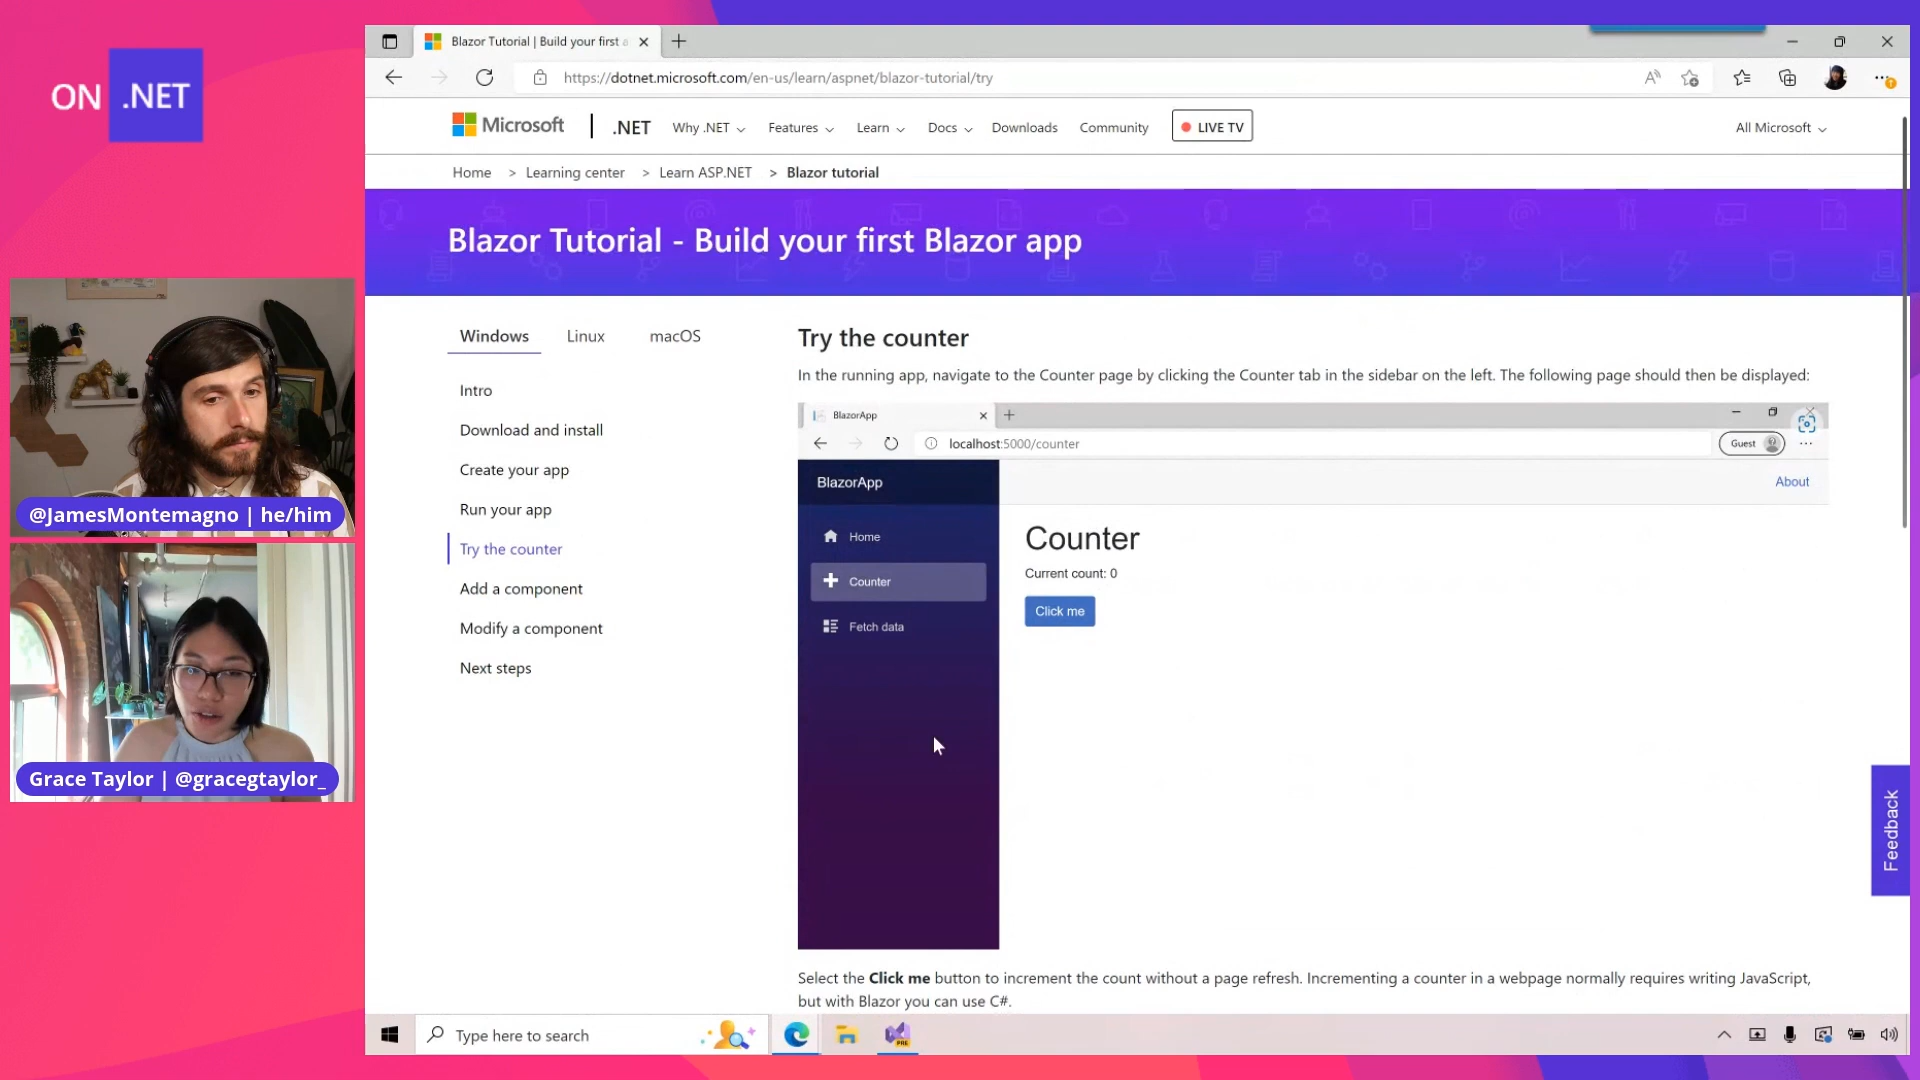 ON .NET
@JamesMontemagno | he/him
Grace Taylor | @gracegtaylor_
Blazor Tutorial | Build your first a
https://dotnet.microsoft.com/en-us/learn/aspnet/blazor-tutorial/try
Microsoft | .NET Why .NET Features Learn Docs Downloads Community LIVE TV All Microsoft
Home > Learning center > Learn ASP.NET > Blazor tutorial
Blazor Tutorial - Build your first Blazor app
Windows Linux macOS
Intro
Download and install
Create your app
Run your app
Try the counter
Add a component
Modify a component
Next steps
Try the counter
In the running app, navigate to the Counter page by clicking the Counter tab in the sidebar on the left. The following page should then be displayed:
BlazorApp
localhost:5000/counter
Guest
BlazorApp
About
Home
Counter
Fetch data
Counter
Current count: 0
Click me
Select the Click me button to increment the count without a page refresh. Incrementing a counter in a webpage normally requires writing JavaScript,
but with Blazor you can use C#.
Feedback
Type here to search
PRE